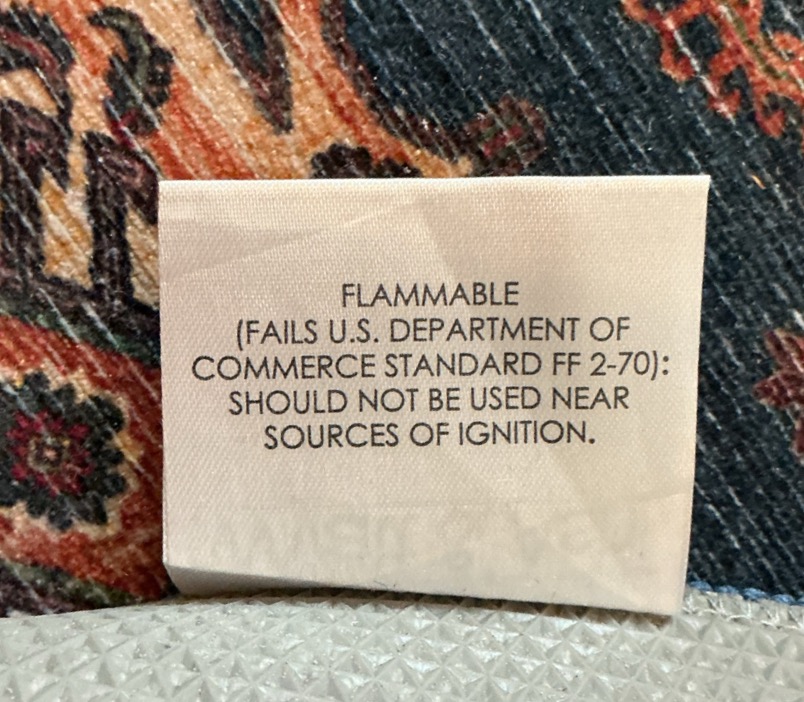 FLAMMABLE
(FAILS U.S. DEPARTMENT OF
COMMERCE STANDARD FF 2-70):
SHOULD NOT BE USED NEAR
SOURCES OF IGNITION.